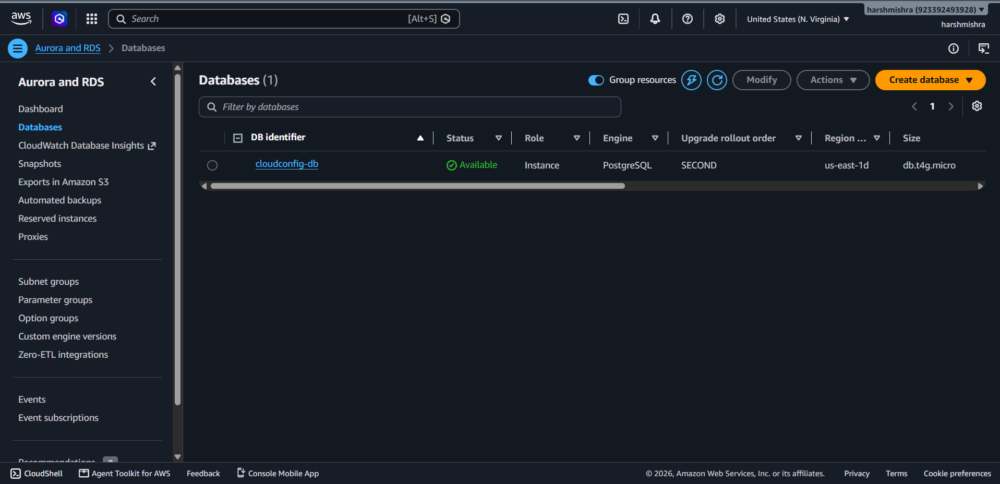 aws
Search [Alt+S]
United States (N. Virginia)
harshmishra (923392493928)
harshmishra
Aurora and RDS
Databases
Aurora and RDS
Dashboard
Databases
CloudWatch Database Insights
Snapshots
Exports in Amazon S3
Automated backups
Reserved instances
Proxies
Subnet groups
Parameter groups
Option groups
Custom engine versions
Zero-ETL integrations
Events
Event subscriptions
Recommendations
Databases (1)
Group resources
Modify
Actions
Create database
Filter by databases
1
DB identifier Status Role Engine Upgrade rollout order Region ... Size
cloudconfig-db Available Instance PostgreSQL SECOND us-east-1d db.t4g.micro
CloudShell Agent Toolkit for AWS Feedback Console Mobile App © 2026, Amazon Web Services, Inc. or its affiliates. Privacy Terms Cookie preferences